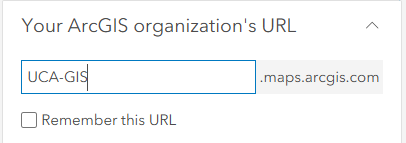 Your ArcGIS organization's URL
UCA-GIS .maps.arcgis.com
Remember this URL